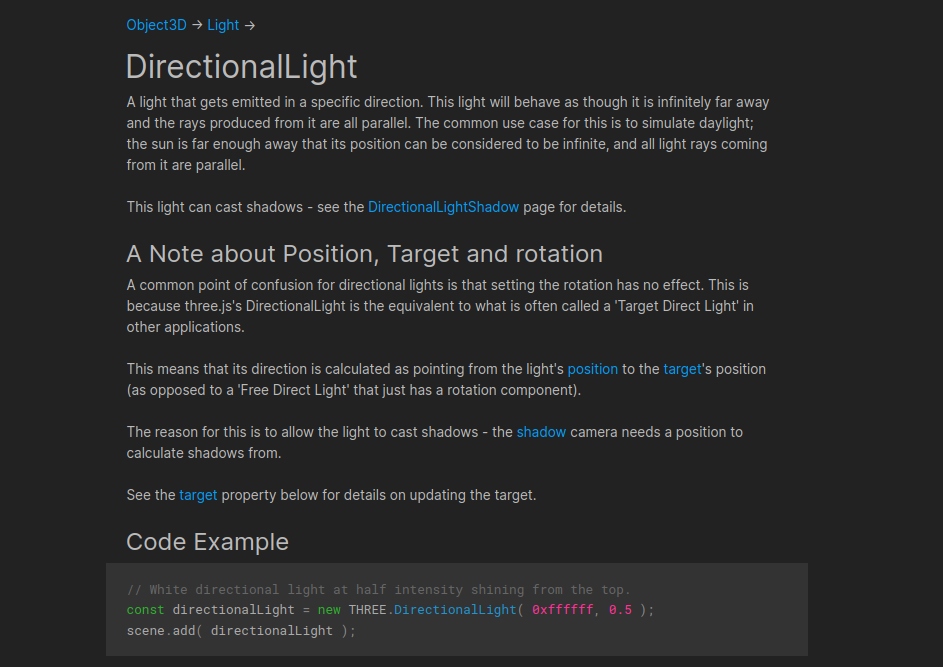 Object3D → Light →
DirectionalLight
A light that gets emitted in a specific direction. This light will behave as though it is infinitely far away
and the rays produced from it are all parallel. The common use case for this is to simulate daylight;
the sun is far enough away that its position can be considered to be infinite, and all light rays coming
from it are parallel.
This light can cast shadows - see the DirectionalLightShadow page for details.
A Note about Position, Target and rotation
A common point of confusion for directional lights is that setting the rotation has no effect. This is
because three.js's DirectionalLight is the equivalent to what is often called a 'Target Direct Light' in
other applications.
This means that its direction is calculated as pointing from the light's position to the target's position
(as opposed to a 'Free Direct Light' that just has a rotation component).
The reason for this is to allow the light to cast shadows - the shadow camera needs a position to
calculate shadows from.
See the target property below for details on updating the target.
Code Example
// White directional light at half intensity shining from the top.
const directionalLight = new THREE.DirectionalLight( 0xffffff, 0.5 );
scene.add( directionalLight );